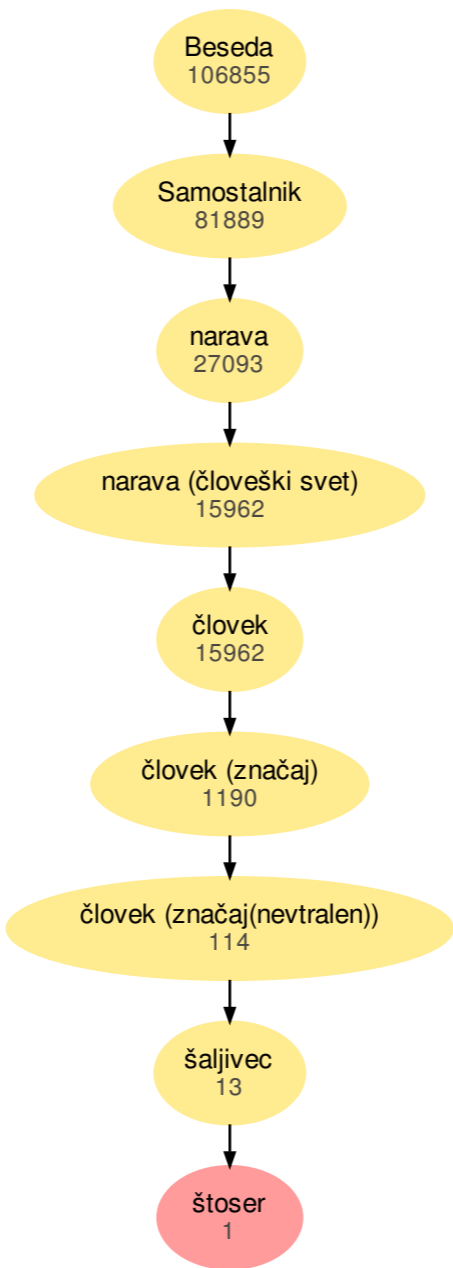 Beseda
106855
Samostalnik
81889
narava
27093
narava (človeški svet)
15962
človek
15962
človek (značaj)
1190
človek (značaj(nevtralen))
114
šaljivec
13
štoser
1